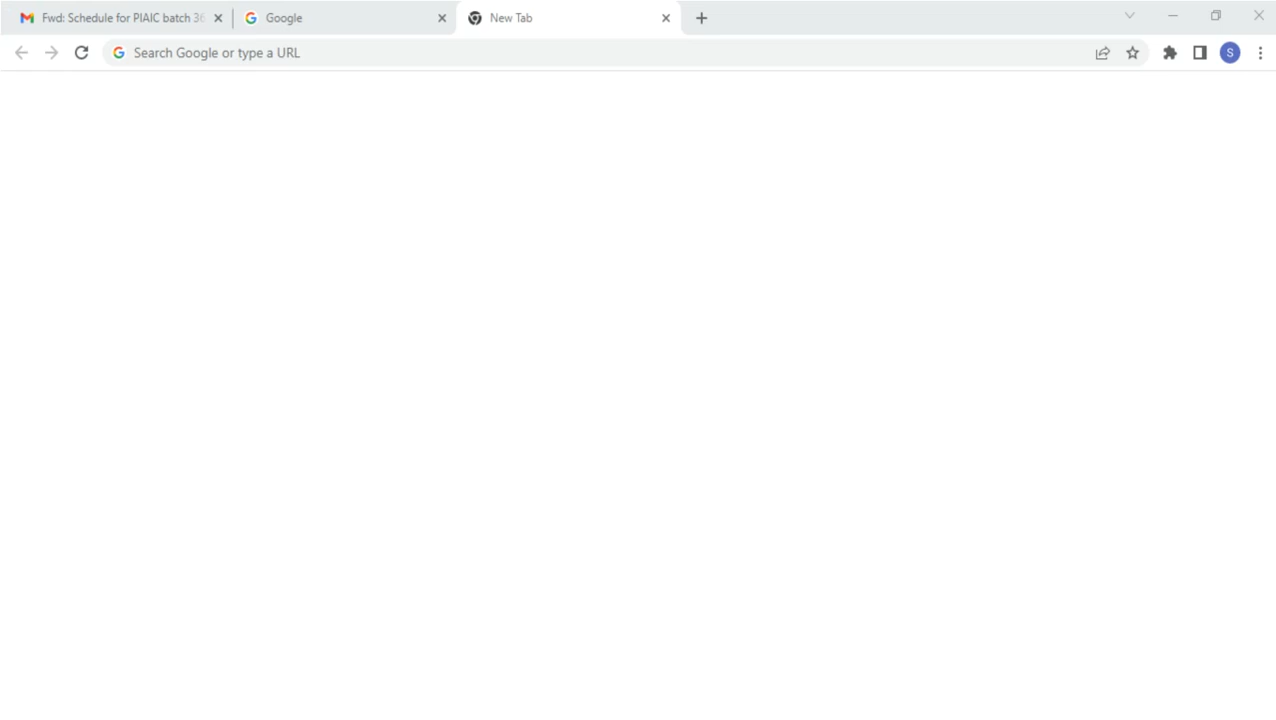 Fwd: Schedule for PIAIC batch 36
Google
New Tab
Search Google or type a URL
S